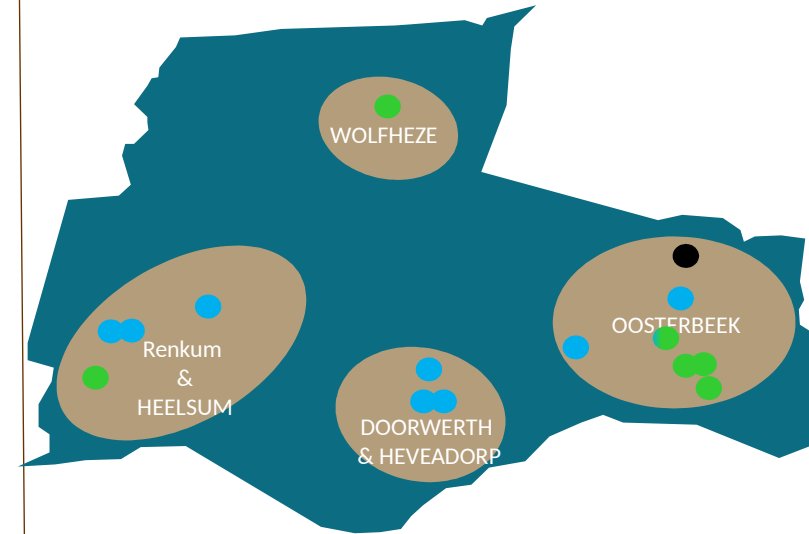 WOLFHEZE
OOSTERBEEK
Renkum
&
HEELSUM
DOORWERTH
& HEVEADORP